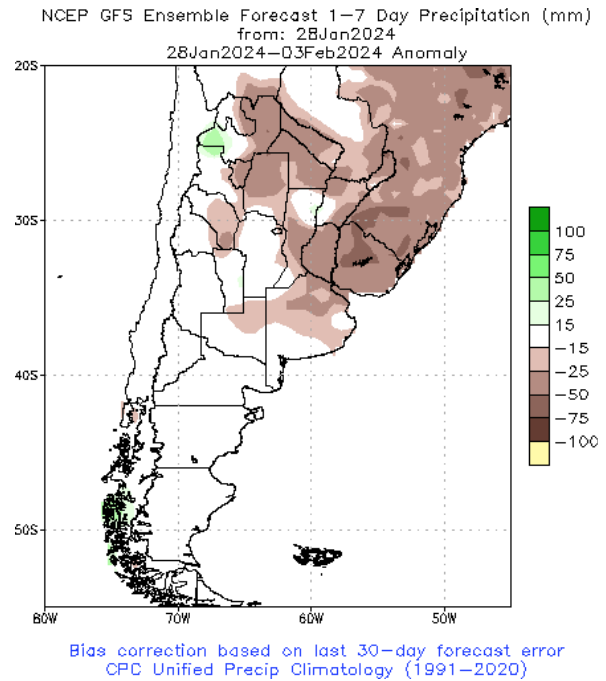 NCEP GFS Ensemble Forecast 1–7 Day Precipitation (mm)
from: 28Jan2024
28Jan2024–03Feb2024 Anomaly
20S
30S
40S
50S
80W
70W
60W
50W
100
75
50
25
15
−15
−25
−50
−75
−100
Bias correction based on last 30–day forecast error
CPC Unified Precip Climatology (1991–2020)